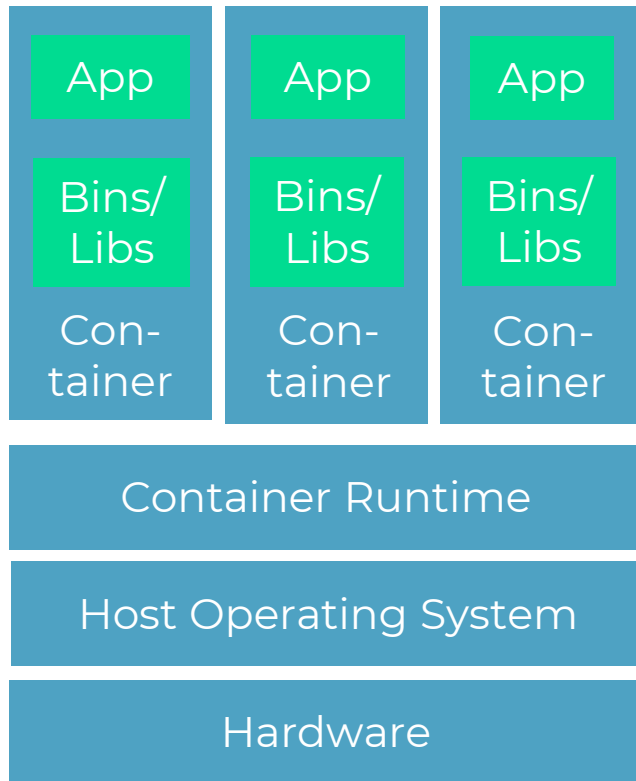 App
Bins/
Libs
Con-
tainer
App
Bins/
Libs
Con-
tainer
App
Bins/
Libs
Con-
tainer
Container Runtime
Host Operating System
Hardware